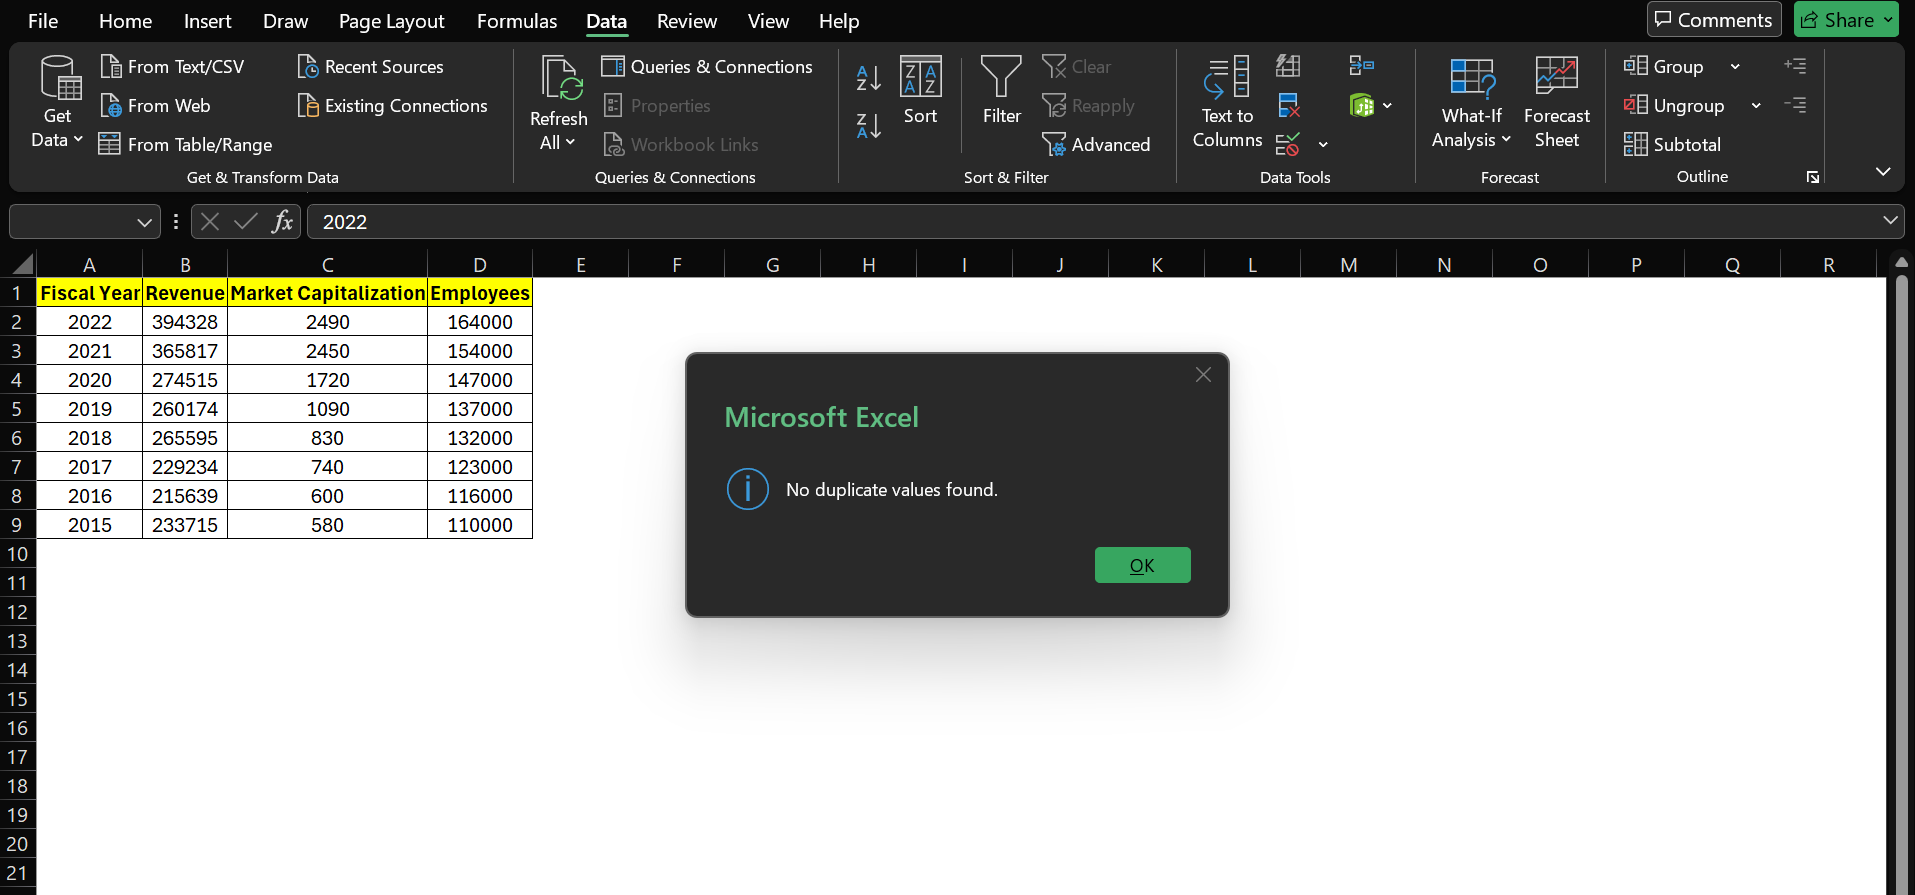 File Home Insert Draw Page Layout Formulas Data Review View Help Comments Share
Get Data From Text/CSV From Web From Table/Range Recent Sources Existing Connections
Get & Transform Data
Refresh All Queries & Connections Properties Workbook Links
Queries & Connections
A Z Z A Sort Z A A Z Filter Clear Reapply Advanced
Sort & Filter
Text to Columns
Data Tools
What-If Analysis Forecast Sheet
Forecast
Group Ungroup Subtotal
Outline
fx 2022
A B C D E F G H I J K L M N O P Q R
1 Fiscal Year Revenue Market Capitalization Employees
2 2022 394328 2490 164000
3 2021 365817 2450 154000
4 2020 274515 1720 147000
5 2019 260174 1090 137000
6 2018 265595 830 132000
7 2017 229234 740 123000
8 2016 215639 600 116000
9 2015 233715 580 110000
10
11
12
13
14
15
16
17
18
19
20
21
Microsoft Excel
No duplicate values found.
OK